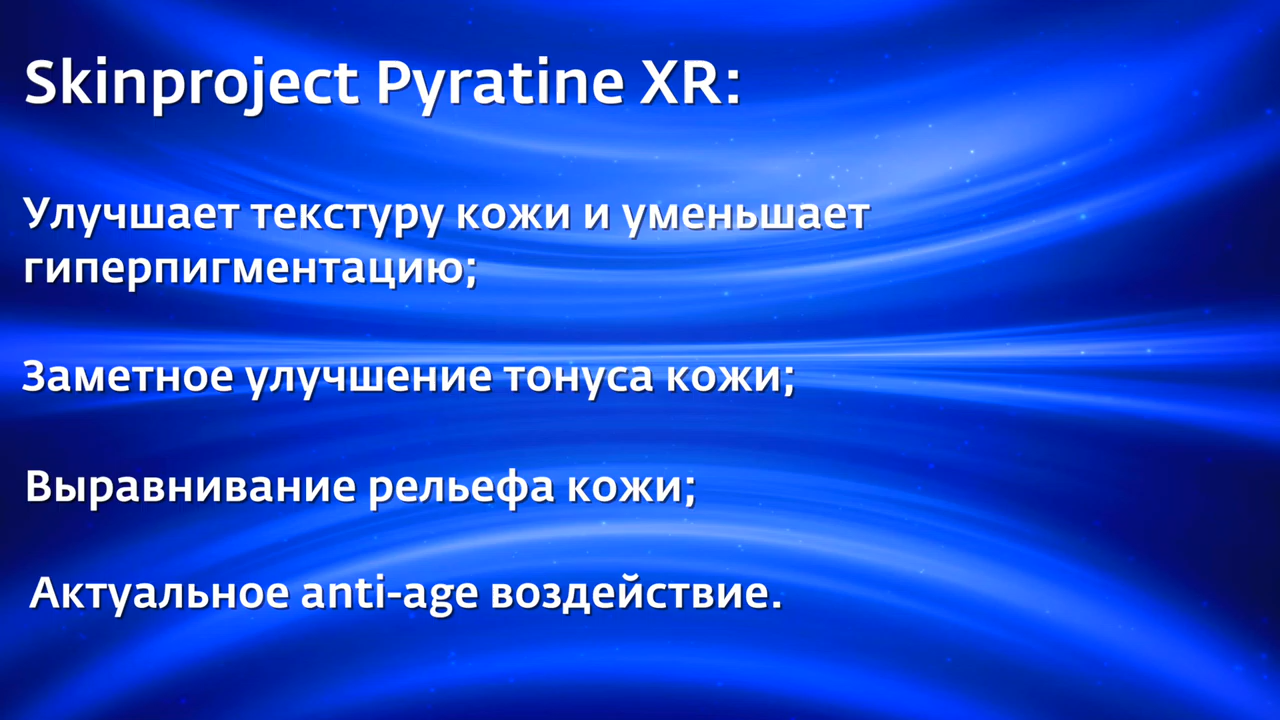 Skinproject Pyratine XR:
Улучшает текстуру кожи и уменьшает
гиперпигментацию;
Заметное улучшение тонуса кожи;
Выравнивание рельефа кожи;
Актуальное anti-age воздействие.